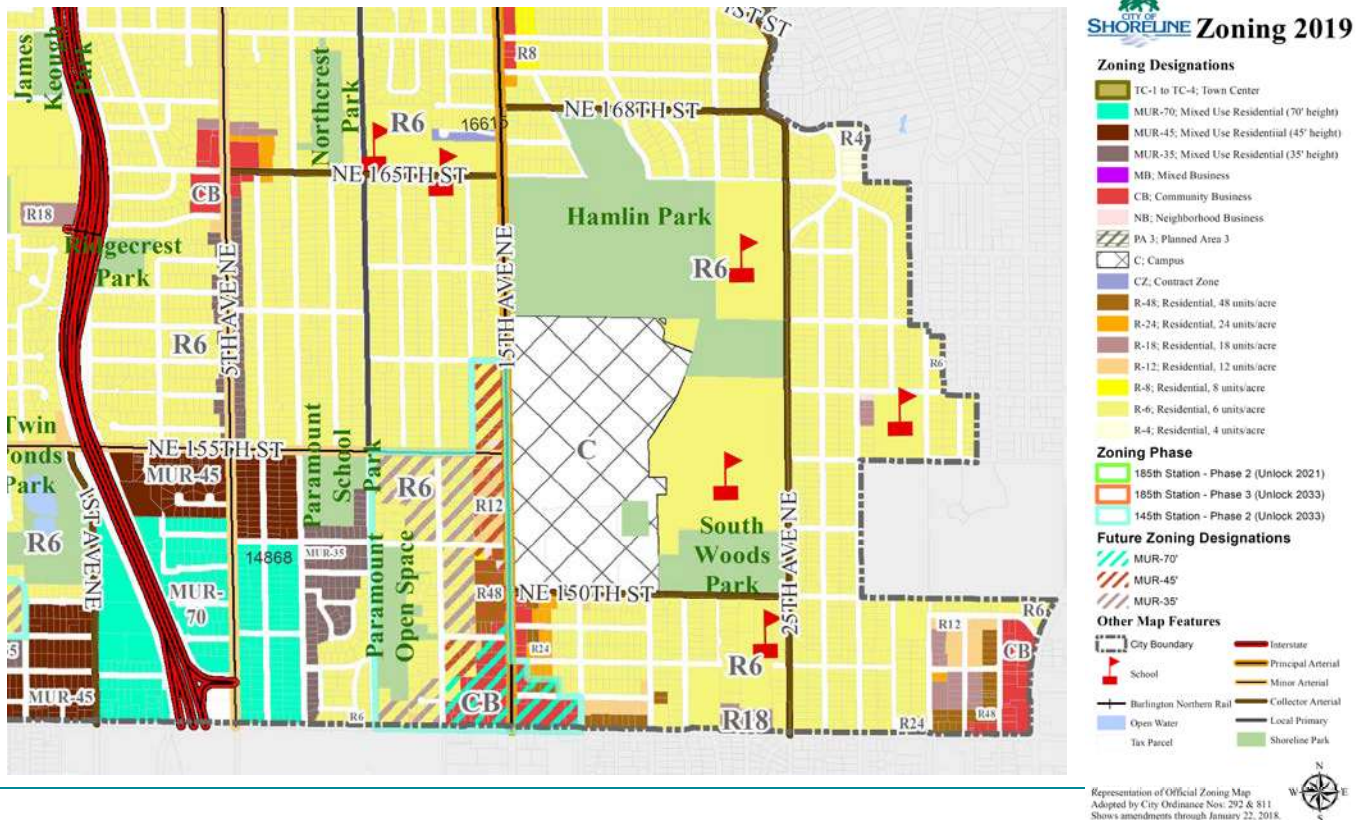 1ST ST
James
Keough
Park
R8
NE 168TH ST
Northcrest
Park
R6
16615
R4
NE 165TH ST
CB
Hamlin Park
R18
Ridgecrest
Park
R6
5TH AVE NE
15TH AVE NE
R6
R6
Twin
Ponds
Park
NE 155TH ST
MUR-45
Paramount
School
Park
R6
C
R12
1ST AVE NE
R6
14868
MUR-35
Paramount
Open Space
South
Woods
Park
25TH AVE NE
MUR-
70
R48
NE 150TH ST
R6
R12
35
R24
R6
CB
MUR-45
R6
CB
R18
R24
R48
CITY OF
SHORELINE
Zoning 2019
Zoning Designations
TC-1 to TC-4; Town Center
MUR-70; Mixed Use Residential (70' height)
MUR-45; Mixed Use Residential (45' height)
MUR-35; Mixed Use Residential (35' height)
MB; Mixed Business
CB; Community Business
NB; Neighborhood Business
PA 3; Planned Area 3
C; Campus
CZ; Contract Zone
R-48; Residential, 48 units/acre
R-24; Residential, 24 units/acre
R-18; Residential, 18 units/acre
R-12; Residential, 12 units/acre
R-8; Residential, 8 units/acre
R-6; Residential, 6 units/acre
R-4; Residential, 4 units/acre
Zoning Phase
185th Station - Phase 2 (Unlock 2021)
185th Station - Phase 3 (Unlock 2033)
145th Station - Phase 2 (Unlock 2033)
Future Zoning Designations
MUR-70'
MUR-45'
MUR-35'
Other Map Features
City Boundary
School
Burlington Northern Rail
Open Water
Tax Parcel
Interstate
Principal Arterial
Minor Arterial
Collector Arterial
Local Primary
Shoreline Park
Representation of Official Zoning Map
Adopted by City Ordinance Nos: 292 & 811
Shows amendments through January 22, 2018.
N
W
E
S